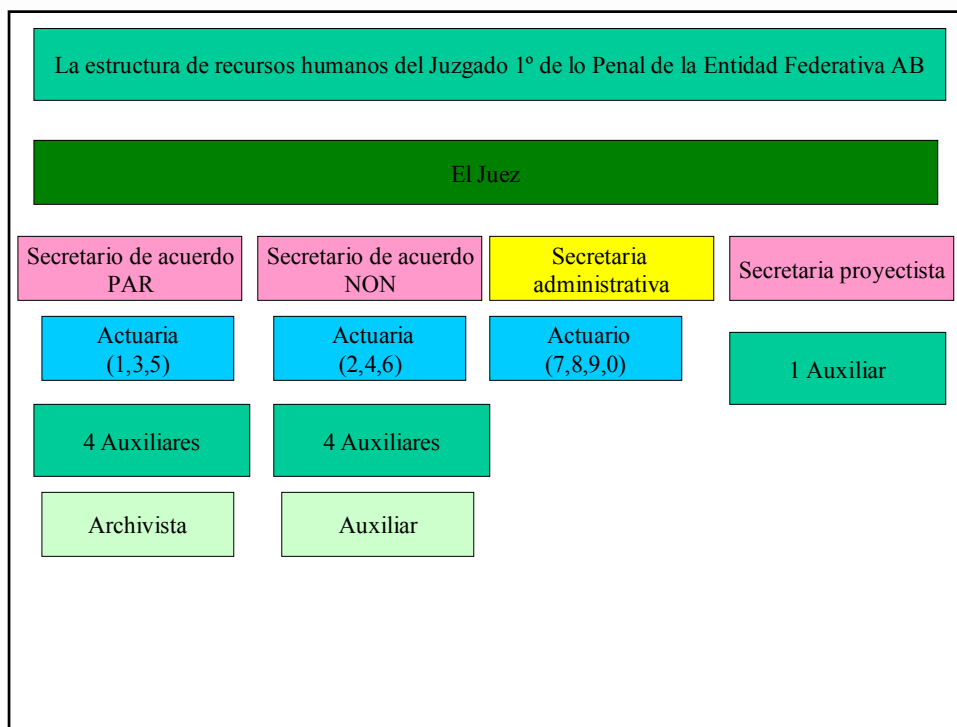 La estructura de recursos humanos del Juzgado 1º de lo Penal de la Entidad Federativa AB
El Juez
Secretario de acuerdo
PAR
Secretario de acuerdo
NON
Secretaria
administrativa
Secretaria proyectista
Actuaria
(1,3,5)
Actuaria
(2,4,6)
Actuario
(7,8,9,0)
1 Auxiliar
4 Auxiliares
4 Auxiliares
Archivista
Auxiliar